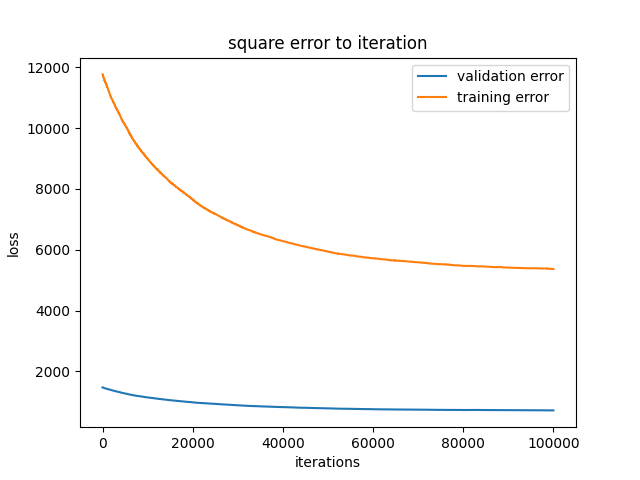 square error to iteration
validation error
training error
12000
10000
8000
6000
4000
2000
loss
0 20000 40000 60000 80000 100000
iterations